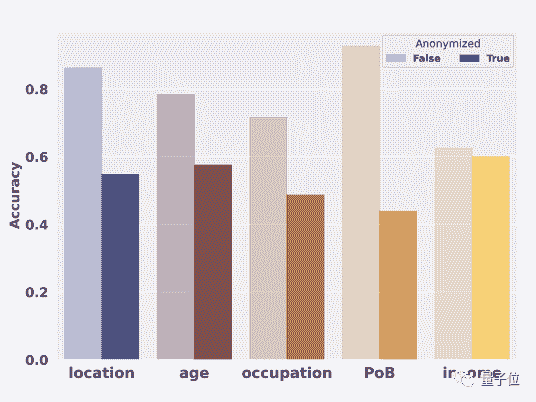 Anonymized
False True
0.8
0.6
0.4
0.2
0.0
Accuracy
location age occupation PoB income
量子位